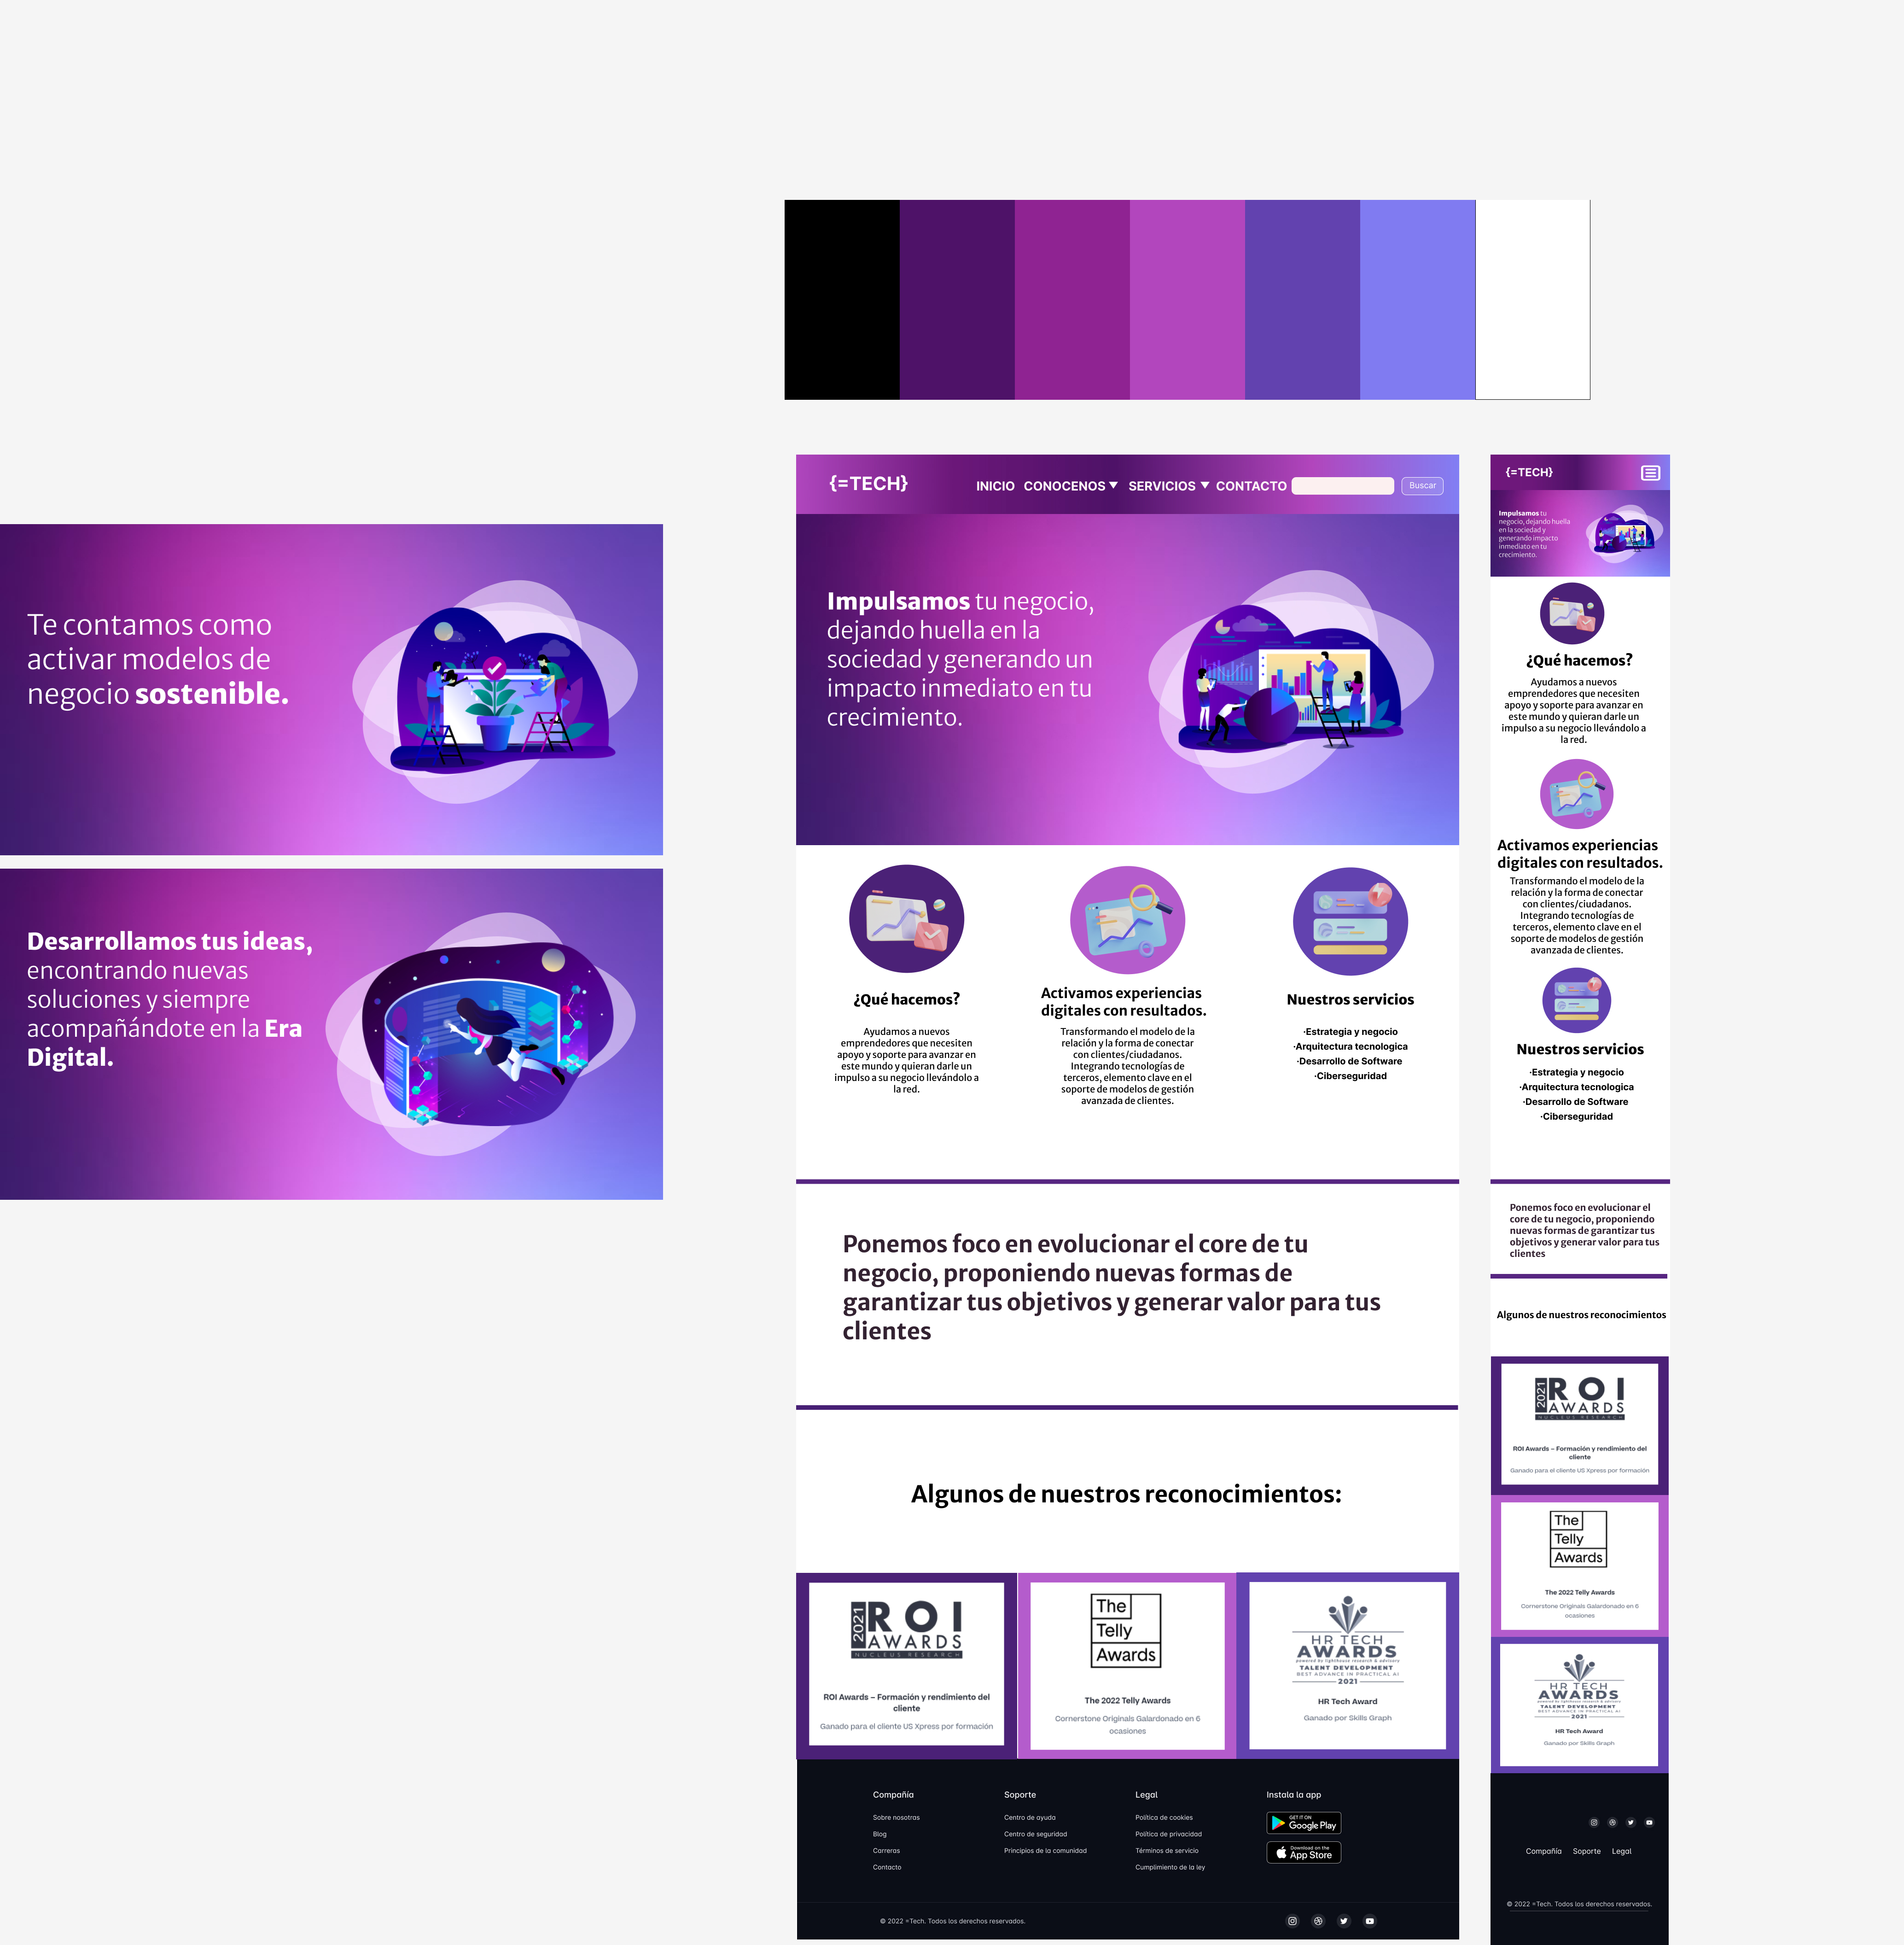 Te contamos como
activar modelos de
negocio sostenible.
Desarrollamos tus ideas,
encontrando nuevas
soluciones y siempre
acompañándote en la Era
Digital.
{=TECH}
INICIO CONOCENOS SERVICIOS CONTACTO Buscar
Impulsamos tu negocio,
dejando huella en la
sociedad y generando un
impacto inmediato en tu
crecimiento.
¿Qué hacemos?
Ayudamos a nuevos
emprendedores que necesiten
apoyo y soporte para avanzar en
este mundo y quieran darle un
impulso a su negocio llevándolo a
la red.
Activamos experiencias
digitales con resultados.
Transformando el modelo de la
relación y la forma de conectar
con clientes/ciudadanos.
Integrando tecnologías de
terceros, elemento clave en el
soporte de modelos de gestión
avanzada de clientes.
Nuestros servicios
·Estrategia y negocio
·Arquitectura tecnologica
·Desarrollo de Software
·Ciberseguridad
Ponemos foco en evolucionar el core de tu
negocio, proponiendo nuevas formas de
garantizar tus objetivos y generar valor para tus
clientes
Algunos de nuestros reconocimientos:
2021
ROI
AWARDS
NUCLEUS RESEARCH
ROI Awards – Formación y rendimiento del
cliente
Ganado para el cliente US Xpress por formación
The
Telly
Awards
The 2022 Telly Awards
Cornerstone Originals Galardonado en 6
ocasiones
HR TECH
AWARDS
powered by lighthouse research & advisory
TALENT DEVELOPMENT
BEST ADVANCE IN PRACTICAL AI
2021
HR Tech Award
Ganado por Skills Graph
Compañía
Sobre nosotras
Blog
Carreras
Contacto
Soporte
Centro de ayuda
Centro de seguridad
Principios de la comunidad
Legal
Política de cookies
Política de privacidad
Términos de servicio
Cumplimiento de la ley
Instala la app
GET IT ON
Google Play
Download on the
App Store
© 2022 =Tech. Todos los derechos reservados.
{=TECH}
Impulsamos tu
negocio, dejando huella
en la sociedad y
generando impacto
inmediato en tu
crecimiento.
¿Qué hacemos?
Ayudamos a nuevos
emprendedores que necesiten
apoyo y soporte para avanzar en
este mundo y quieran darle un
impulso a su negocio llevándolo a
la red.
Activamos experiencias
digitales con resultados.
Transformando el modelo de la
relación y la forma de conectar
con clientes/ciudadanos.
Integrando tecnologías de
terceros, elemento clave en el
soporte de modelos de gestión
avanzada de clientes.
Nuestros servicios
·Estrategia y negocio
·Arquitectura tecnologica
·Desarrollo de Software
·Ciberseguridad
Ponemos foco en evolucionar el
core de tu negocio, proponiendo
nuevas formas de garantizar tus
objetivos y generar valor para tus
clientes
Algunos de nuestros reconocimientos
2021
ROI
AWARDS
NUCLEUS RESEARCH
ROI Awards – Formación y rendimiento del
cliente
Ganado para el cliente US Xpress por formación
The
Telly
Awards
The 2022 Telly Awards
Cornerstone Originals Galardonado en 6
ocasiones
HR TECH
AWARDS
powered by lighthouse research & advisory
TALENT DEVELOPMENT
BEST ADVANCE IN PRACTICAL AI
2021
HR Tech Award
Ganado por Skills Graph
Compañía Soporte Legal
© 2022 =Tech. Todos los derechos reservados.